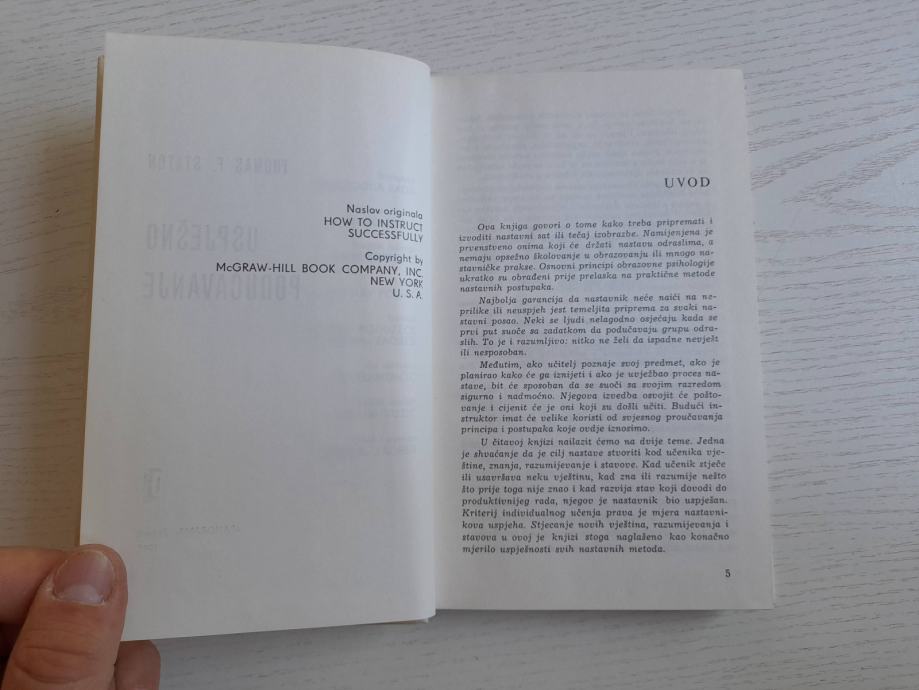 Naslov originala
HOW TO INSTRUCT
SUCCESSFULLY
Copyright by
McGRAW-HILL BOOK COMPANY, INC.
NEW YORK
U. S. A.
UVOD
Ova knjiga govori o tome kako treba pripremati i
izvoditi nastavni sat ili tečaj izobrazbe. Namijenjena je
prvenstveno onima koji će držati nastavu odraslima, a
nemaju opsežno školovanje u obrazovanju ili mnogo na-
stavničke prakse. Osnovni principi obrazovne psihologije
ukratko su obrađeni prije prelaska na praktične metode
nastavnih postupaka.
Najbolja garancija da nastavnik neće naići na ne-
prilike ili neuspjeh jest temeljita priprema za svaki na-
stavni posao. Neki se ljudi nelagodno osjećaju kada se
prvi put suoče sa zadatkom da podučavaju grupu odra-
slih. To je i razumljivo: nitko ne želi da ispadne nevješt
ili nesposoban.
Međutim, ako učitelj poznaje svoj predmet, ako je
planirao kako će ga iznijeti i ako je uvježbao proces na-
stave, bit će sposoban da se suoči sa svojim razredom
sigurno i nadmoćno. Njegova izvedba osvojit će pošto-
vanje i cijenit će je oni koji su došli učiti. Budući in-
struktor imat će velike koristi od svjesnog proučavanja
principa i postupaka koje ovdje iznosimo.
U čitavoj knjizi nailazit ćemo na dvije teme. Jedna
je shvaćanje da je cilj nastave stvoriti kod učenika vje-
štine, znanja, razumijevanje i stavove. Kad učenik stječe
ili usavršava neku vještinu, kad zna ili razumije nešto
što prije toga nije znao i kad razvija stav koji dovodi do
produktivnijeg rada, njegov je nastavnik bio uspješan.
Kriterij individualnog učenja prava je mjera nastavni-
kova uspjeha. Stjecanje novih vještina, razumijevanja i
stavova u ovoj je knjizi stoga naglašeno kao konačno
mjerilo uspješnosti svih nastavnih metoda.
5